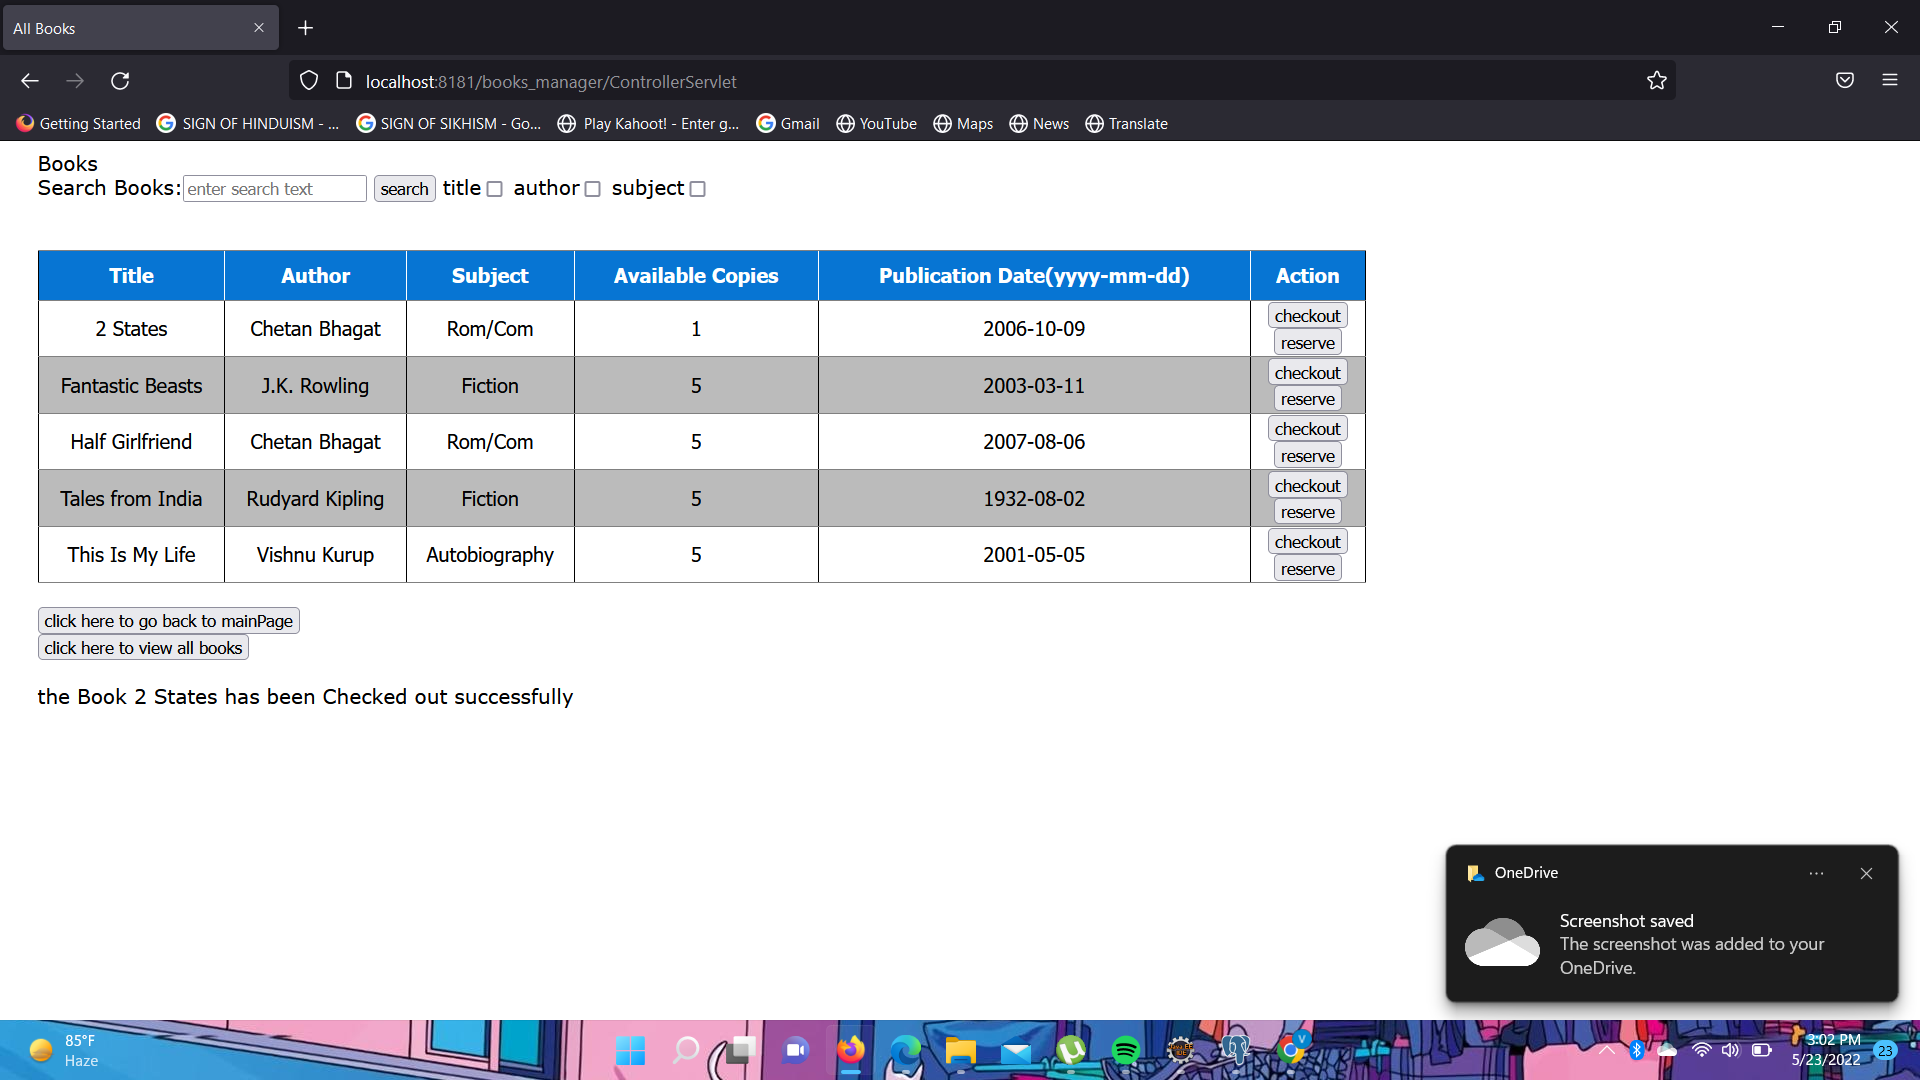 All Books
localhost:8181/books_manager/ControllerServlet
Getting Started SIGN OF HINDUISM - ... SIGN OF SIKHISM - Go... Play Kahoot! - Enter g... Gmail YouTube Maps News Translate
Books
Search Books: enter search text search title author subject
Title Author Subject Available Copies Publication Date(yyyy-mm-dd) Action
2 States Chetan Bhagat Rom/Com 1 2006-10-09 checkout
reserve
Fantastic Beasts J.K. Rowling Fiction 5 2003-03-11 checkout
reserve
Half Girlfriend Chetan Bhagat Rom/Com 5 2007-08-06 checkout
reserve
Tales from India Rudyard Kipling Fiction 5 1932-08-02 checkout
reserve
This Is My Life Vishnu Kurup Autobiography 5 2001-05-05 checkout
reserve
click here to go back to mainPage
click here to view all books
the Book 2 States has been Checked out successfully
OneDrive
Screenshot saved
The screenshot was added to your
OneDrive.
85°F
Haze
V
3:02 PM
5/23/2022
23